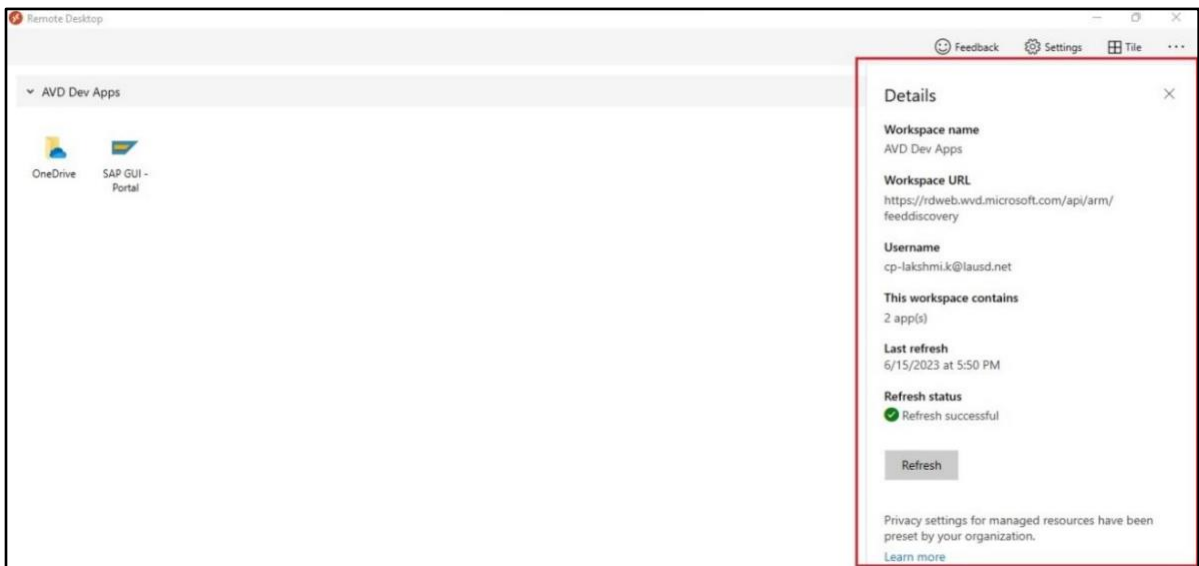 Remote Desktop
Feedback Settings Tile ...
AVD Dev Apps
OneDrive
SAP GUI -
Portal
Details
Workspace name
AVD Dev Apps
Workspace URL
https://rdweb.wvd.microsoft.com/api/arm/
feeddiscovery
Username
cp-lakshmi.k@lausd.net
This workspace contains
2 app(s)
Last refresh
6/15/2023 at 5:50 PM
Refresh status
Refresh successful
Refresh
Privacy settings for managed resources have been
preset by your organization.
Learn more